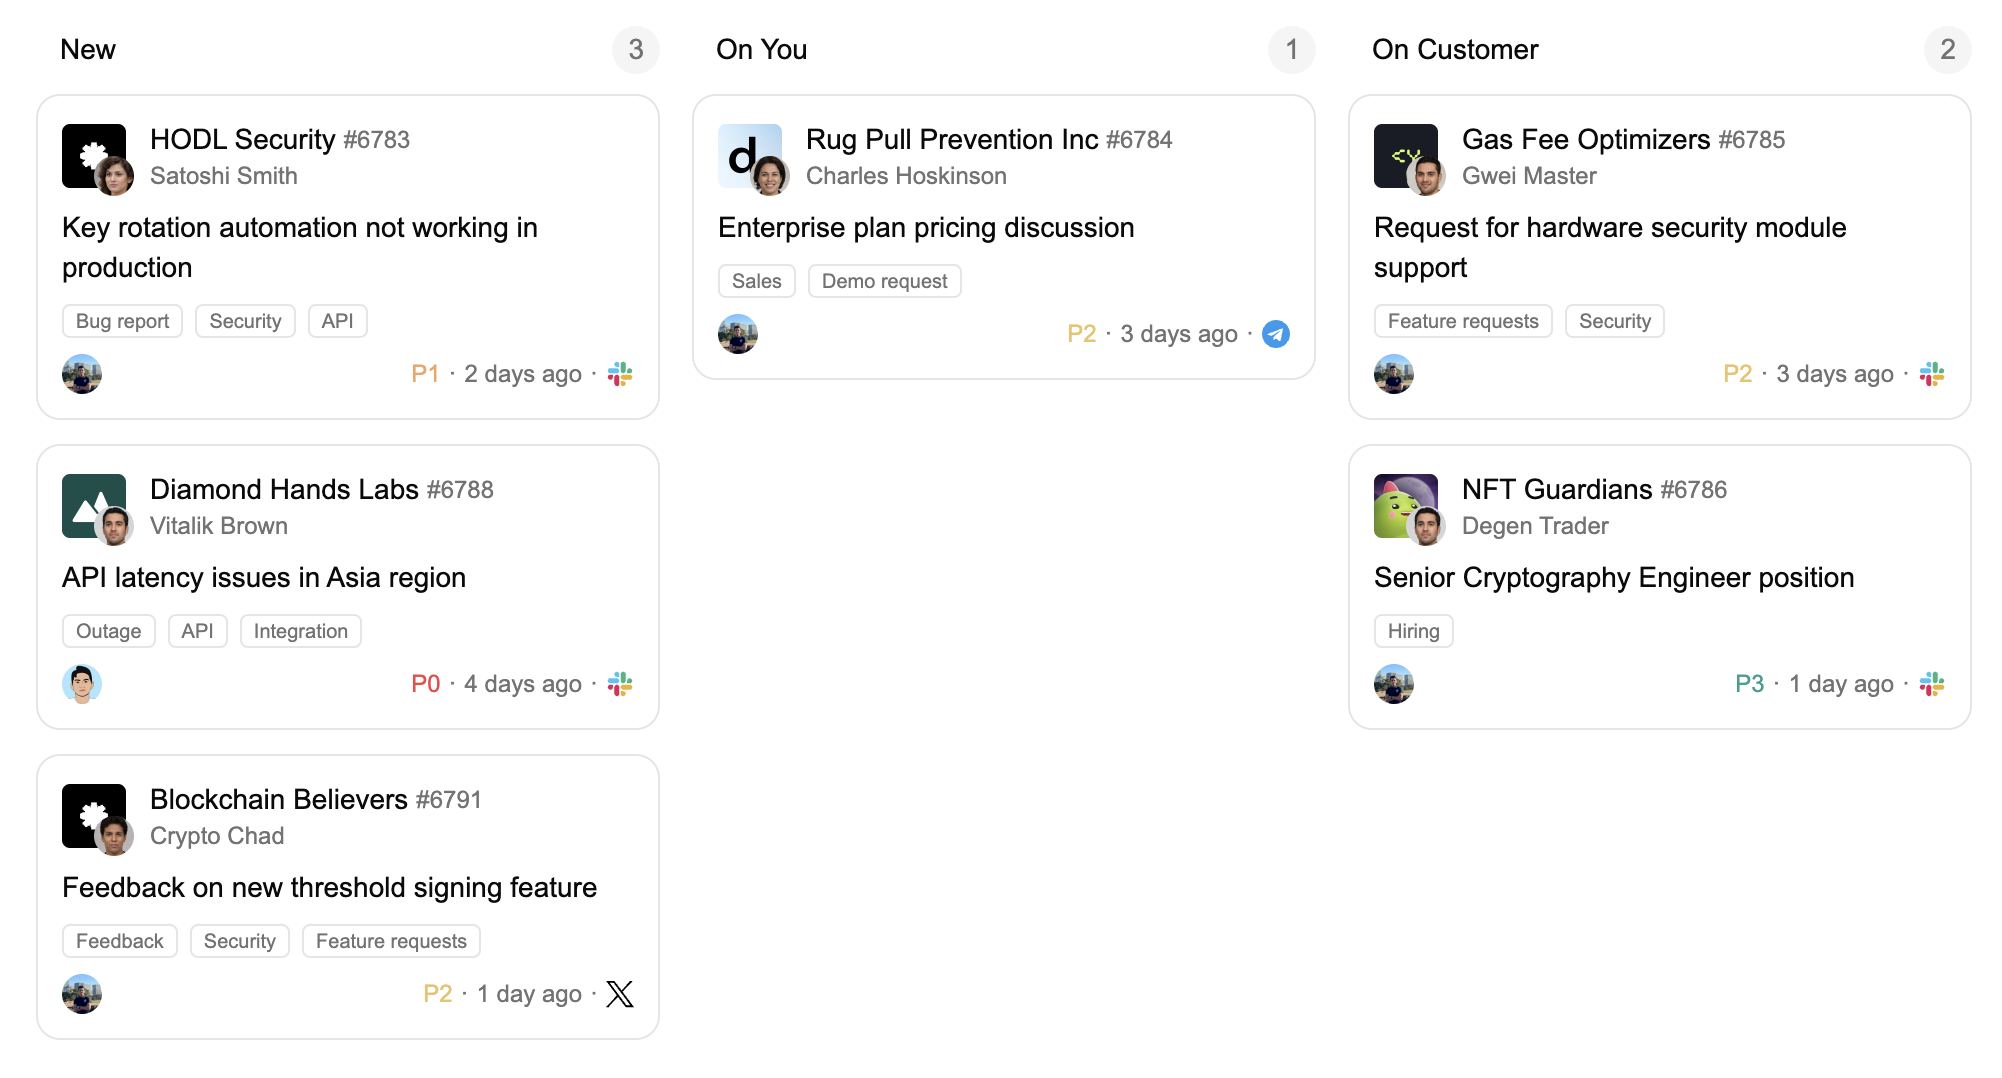 New 3
HODL Security #6783
Satoshi Smith
Key rotation automation not working in
production
Bug report Security API
P1 · 2 days ago ·
Diamond Hands Labs #6788
Vitalik Brown
API latency issues in Asia region
Outage API Integration
P0 · 4 days ago ·
Blockchain Believers #6791
Crypto Chad
Feedback on new threshold signing feature
Feedback Security Feature requests
P2 · 1 day ago ·
On You 1
d
Rug Pull Prevention Inc #6784
Charles Hoskinson
Enterprise plan pricing discussion
Sales Demo request
P2 · 3 days ago ·
On Customer 2
Gas Fee Optimizers #6785
Gwei Master
Request for hardware security module
support
Feature requests Security
P2 · 3 days ago ·
NFT Guardians #6786
Degen Trader
Senior Cryptography Engineer position
Hiring
P3 · 1 day ago ·